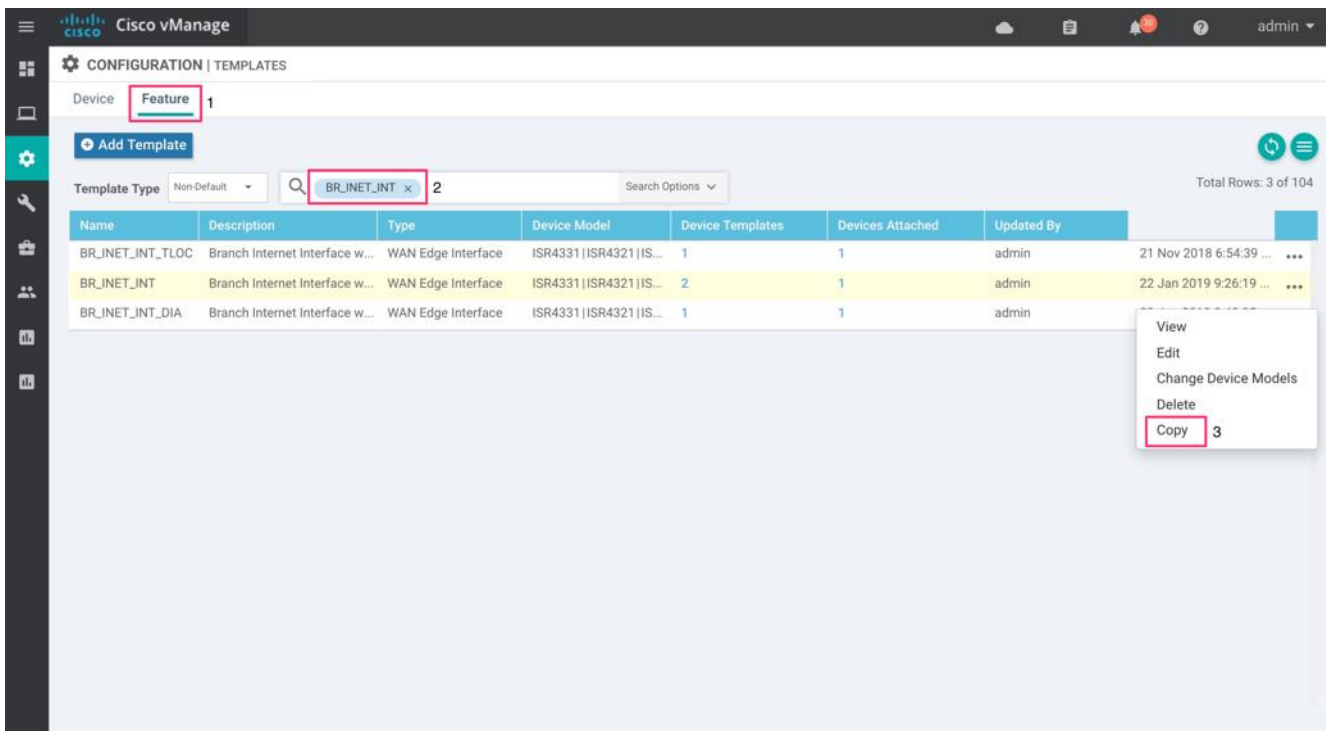 cisco Cisco vManage 30 admin
CONFIGURATION | TEMPLATES
Device Feature 1
Add Template
Template Type Non-Default BR_INET_INT x 2 Search Options Total Rows: 3 of 104
Name Description Type Device Model Device Templates Devices Attached Updated By
BR_INET_INT_TLOC Branch Internet Interface w... WAN Edge Interface ISR4331|ISR4321|IS... 1 1 admin 21 Nov 2018 6:54:39 ... •••
BR_INET_INT Branch Internet Interface w... WAN Edge Interface ISR4331|ISR4321|IS... 2 1 admin 22 Jan 2019 9:26:19 ... •••
BR_INET_INT_DIA Branch Internet Interface w... WAN Edge Interface ISR4331|ISR4321|IS... 1 1 admin
View
Edit
Change Device Models
Delete
Copy 3